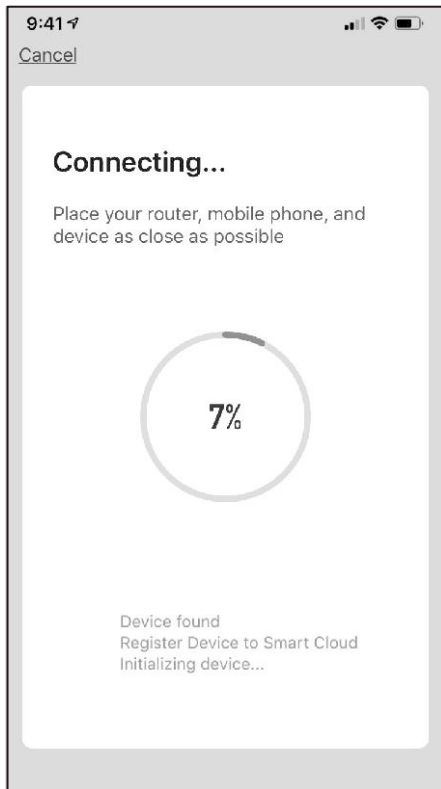 9:41
Cancel
Connecting...
Place your router, mobile phone, and
device as close as possible
7%
Device found
Register Device to Smart Cloud
Initializing device...